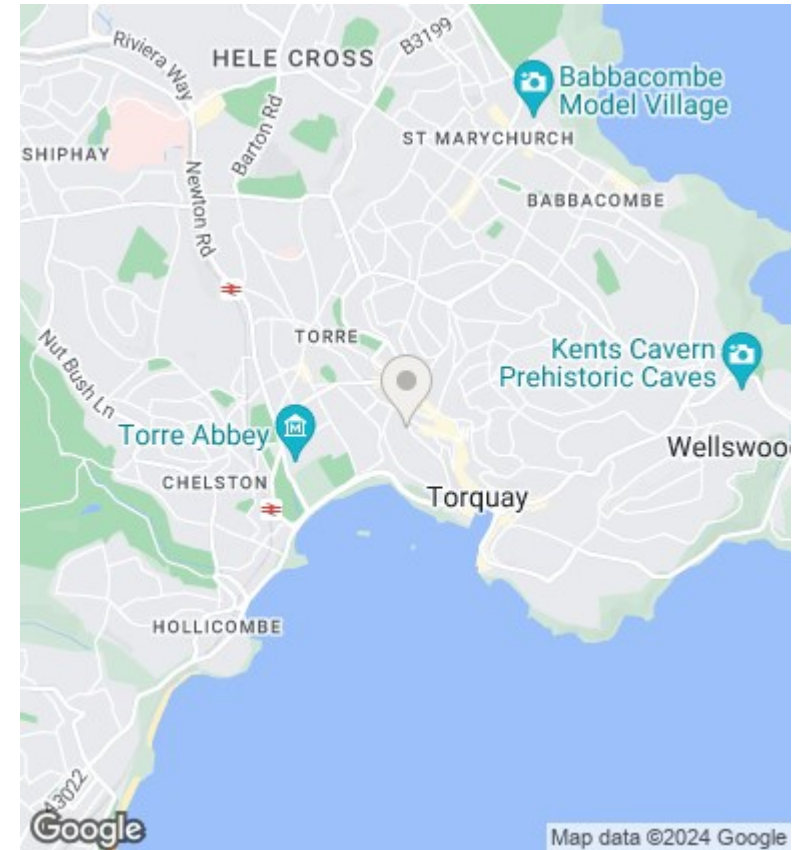 Riviera Way
HELE CROSS
B3199
Babbacombe
Model Village
Barton Rd
ST MARYCHURCH
SHIPHAY
Newton Rd
BABBACOMBE
TORRE
Nut Bush Ln
Kents Cavern
Prehistoric Caves
Torre Abbey
Wellswoo
CHELSTON
Torquay
HOLLICOMBE
Google
Map data ©2024 Google